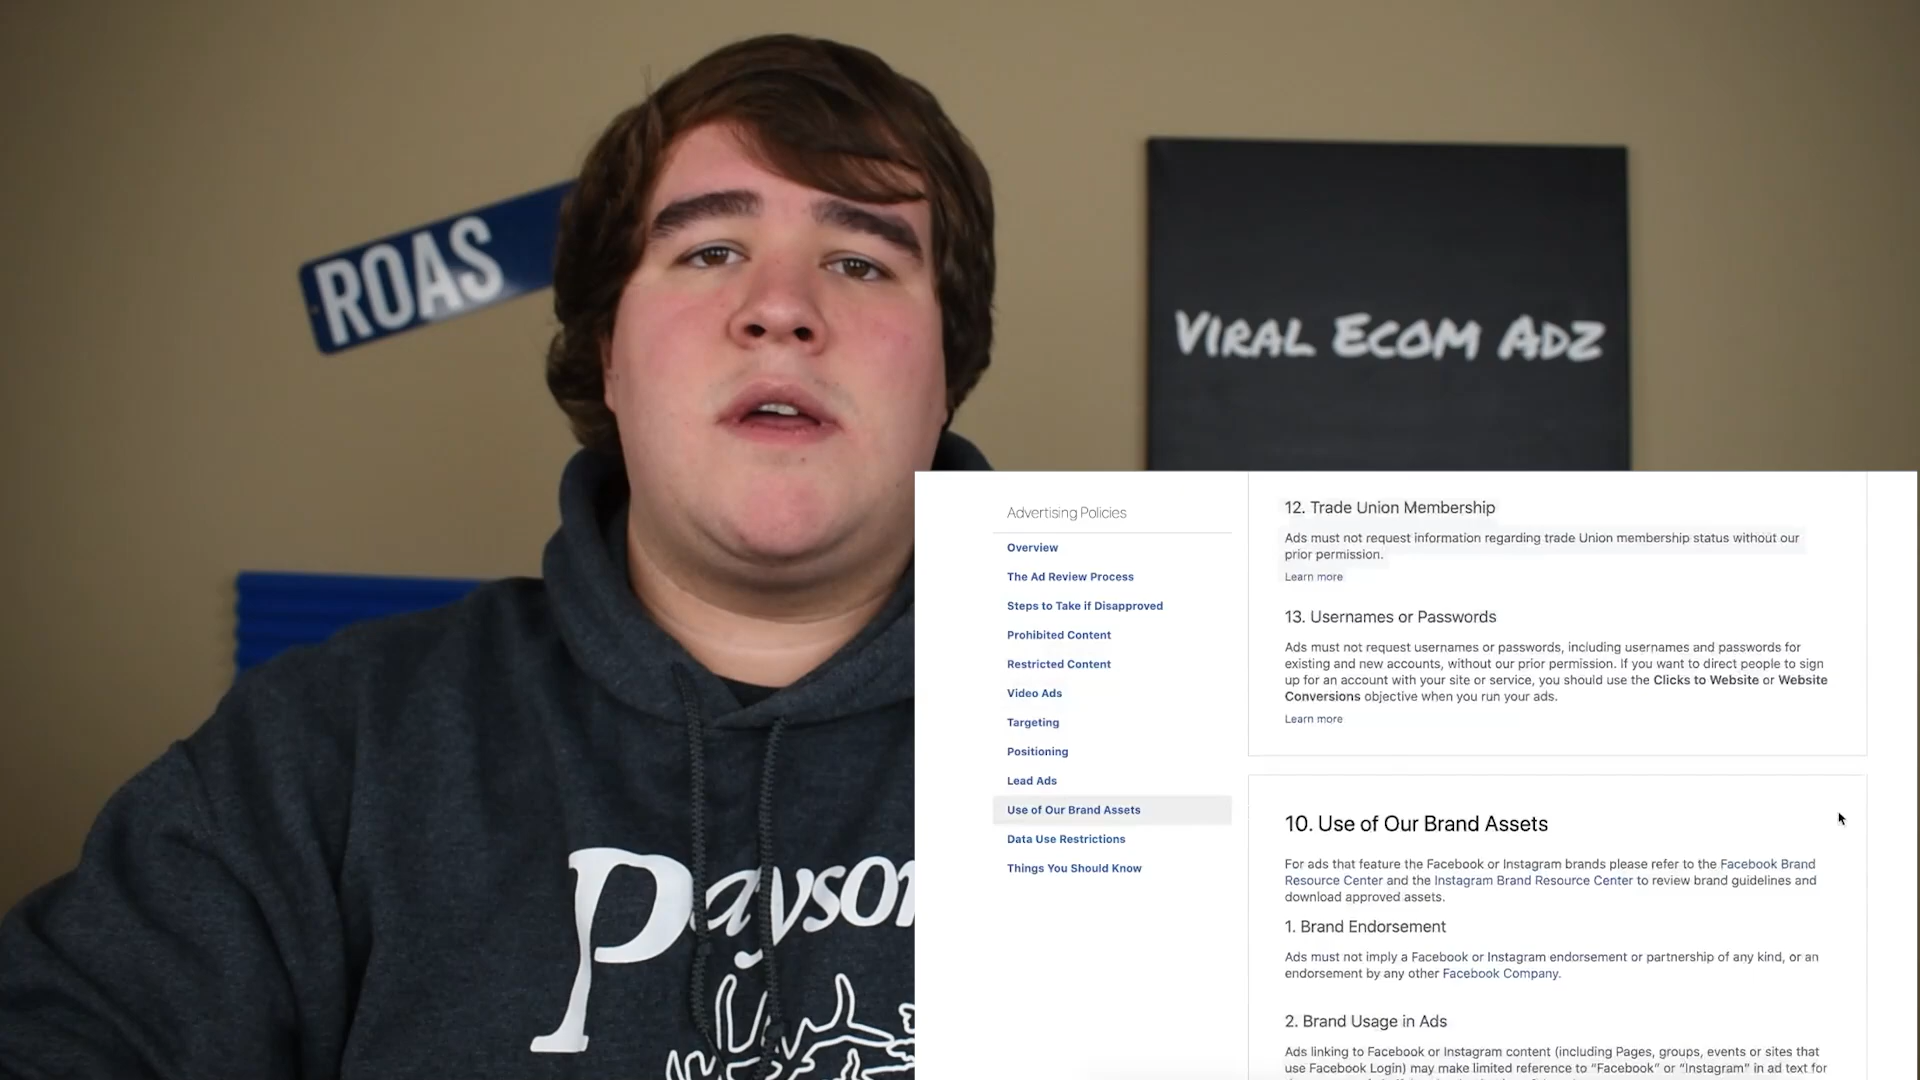 ROAS
VIRAL ECOM ADZ
Payson
Advertising Policies
Overview
The Ad Review Process
Steps to Take if Disapproved
Prohibited Content
Restricted Content
Video Ads
Targeting
Positioning
Lead Ads
Use of Our Brand Assets
Data Use Restrictions
Things You Should Know
12. Trade Union Membership
Ads must not request information regarding trade Union membership status without our
prior permission.
Learn more
13. Usernames or Passwords
Ads must not request usernames or passwords, including usernames and passwords for
existing and new accounts, without our prior permission. If you want to direct people to sign
up for an account with your site or service, you should use the Clicks to Website or Website
Conversions objective when you run your ads.
Learn more
10. Use of Our Brand Assets
For ads that feature the Facebook or Instagram brands please refer to the Facebook Brand
Resource Center and the Instagram Brand Resource Center to review brand guidelines and
download approved assets.
1. Brand Endorsement
Ads must not imply a Facebook or Instagram endorsement or partnership of any kind, or an
endorsement by any other Facebook Company.
2. Brand Usage in Ads
Ads linking to Facebook or Instagram content (including Pages, groups, events or sites that
use Facebook Login) may make limited reference to “Facebook” or “Instagram” in ad text for